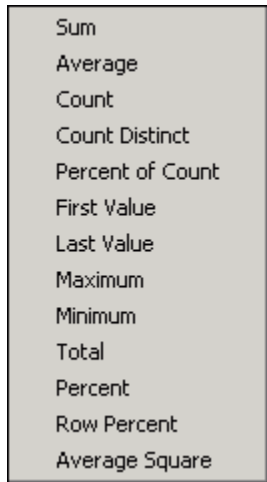 Sum
Average
Count
Count Distinct
Percent of Count
First Value
Last Value
Maximum
Minimum
Total
Percent
Row Percent
Average Square